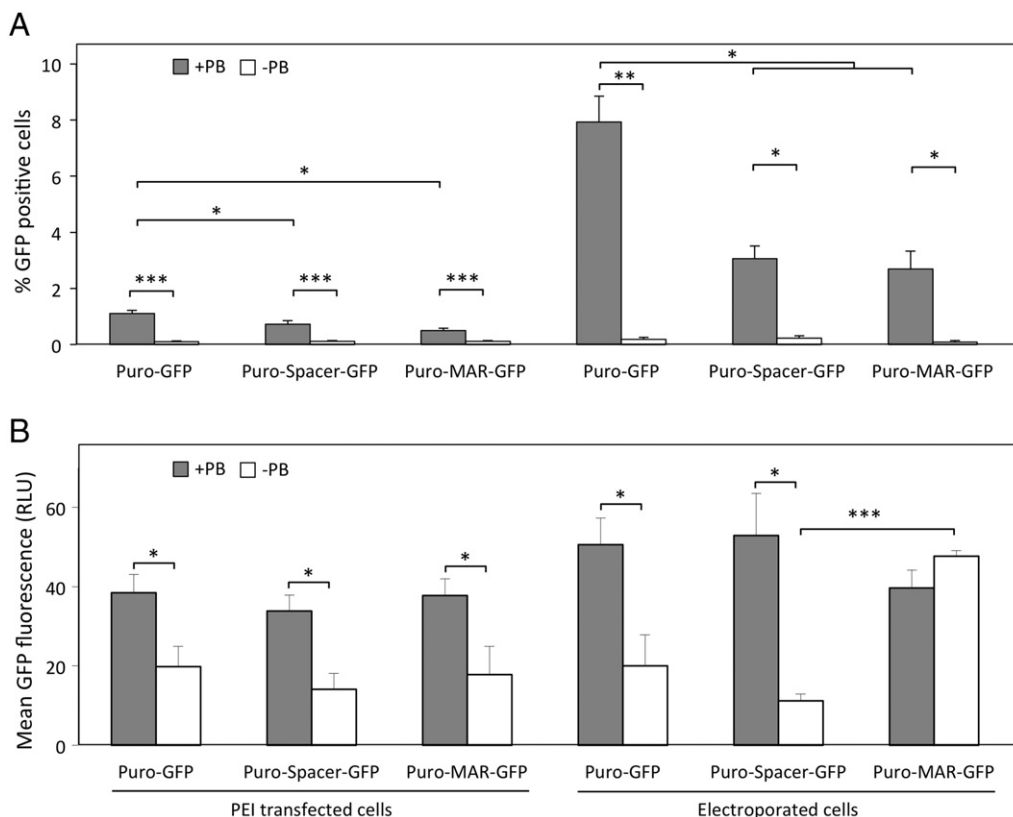 A
+PB -PB
% GFP positive cells
10
8
6
4
2
0
*
**
*
*
*
*
***
***
***
Puro-GFP Puro-Spacer-GFP Puro-MAR-GFP Puro-GFP Puro-Spacer-GFP Puro-MAR-GFP
B
+PB -PB
Mean GFP fluorescence (RLU)
60
40
20
0
*
*
*
*
*
***
Puro-GFP Puro-Spacer-GFP Puro-MAR-GFP Puro-GFP Puro-Spacer-GFP Puro-MAR-GFP
PEI transfected cells Electroporated cells